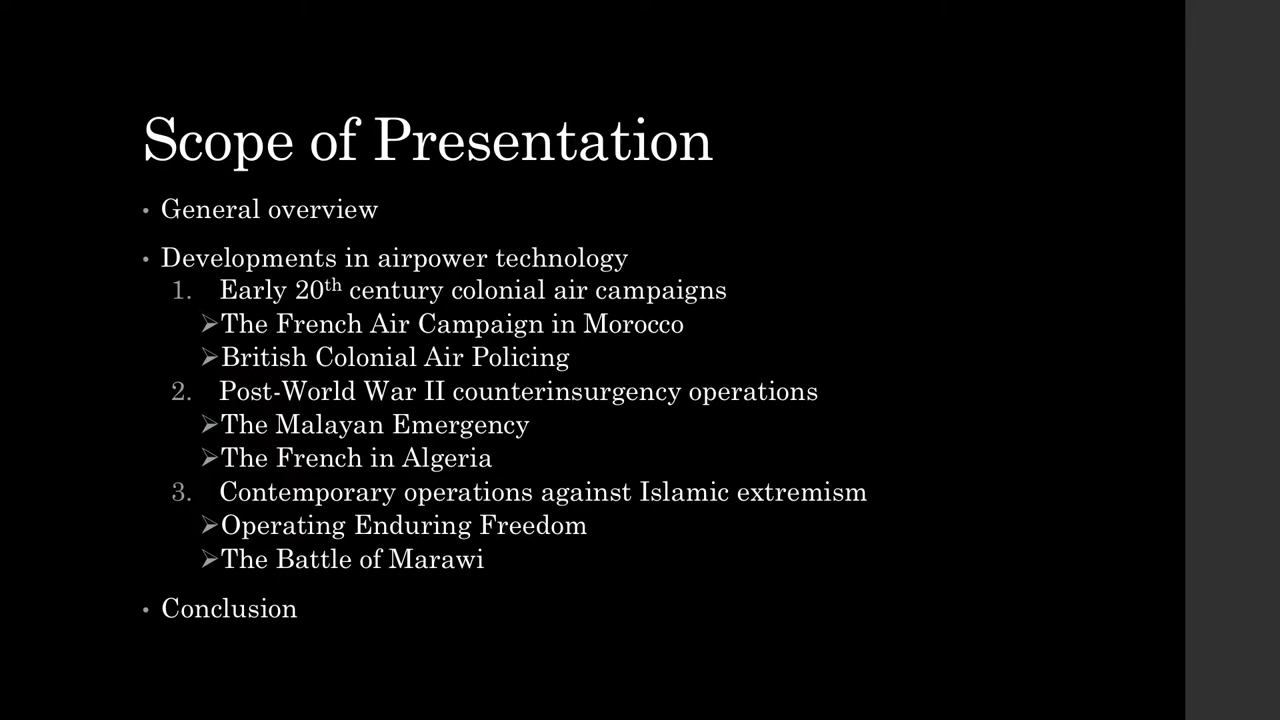 Scope of Presentation
• General overview
• Developments in airpower technology
1. Early 20th century colonial air campaigns
➢The French Air Campaign in Morocco
➢British Colonial Air Policing
2. Post-World War II counterinsurgency operations
➢The Malayan Emergency
➢The French in Algeria
3. Contemporary operations against Islamic extremism
➢Operating Enduring Freedom
➢The Battle of Marawi
• Conclusion